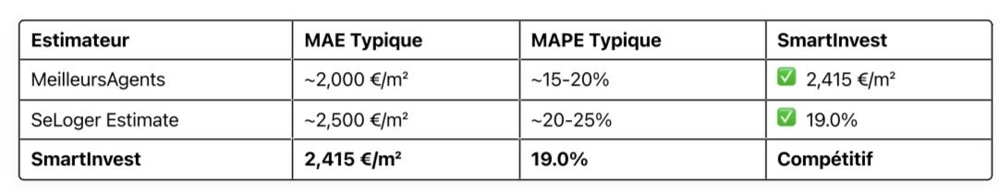 Estimateur MAE Typique MAPE Typique SmartInvest
MeilleursAgents ~2,000 €/m² ~15-20% ✅ 2,415 €/m²
SeLoger Estimate ~2,500 €/m² ~20-25% ✅ 19.0%
SmartInvest 2,415 €/m² 19.0% Compétitif